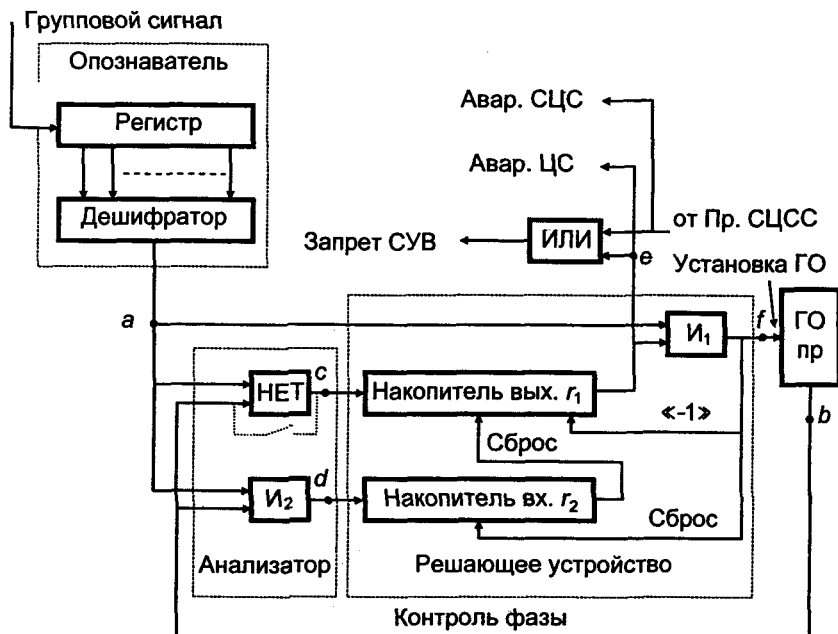 Групповой сигнал
Опознаватель
Регистр
Дешифратор
Авар. СЦС
Авар. ЦС
Запрет СУВ
ИЛИ
от Пр. СЦСС
e
Установка ГО
a
И₁
f
ГО
пр
НЕТ
c
Накопитель вых. r₁
«-1»
b
Сброс
И₂
d
Накопитель вх. r₂
Сброс
Анализатор
Решающее устройство
Контроль фазы